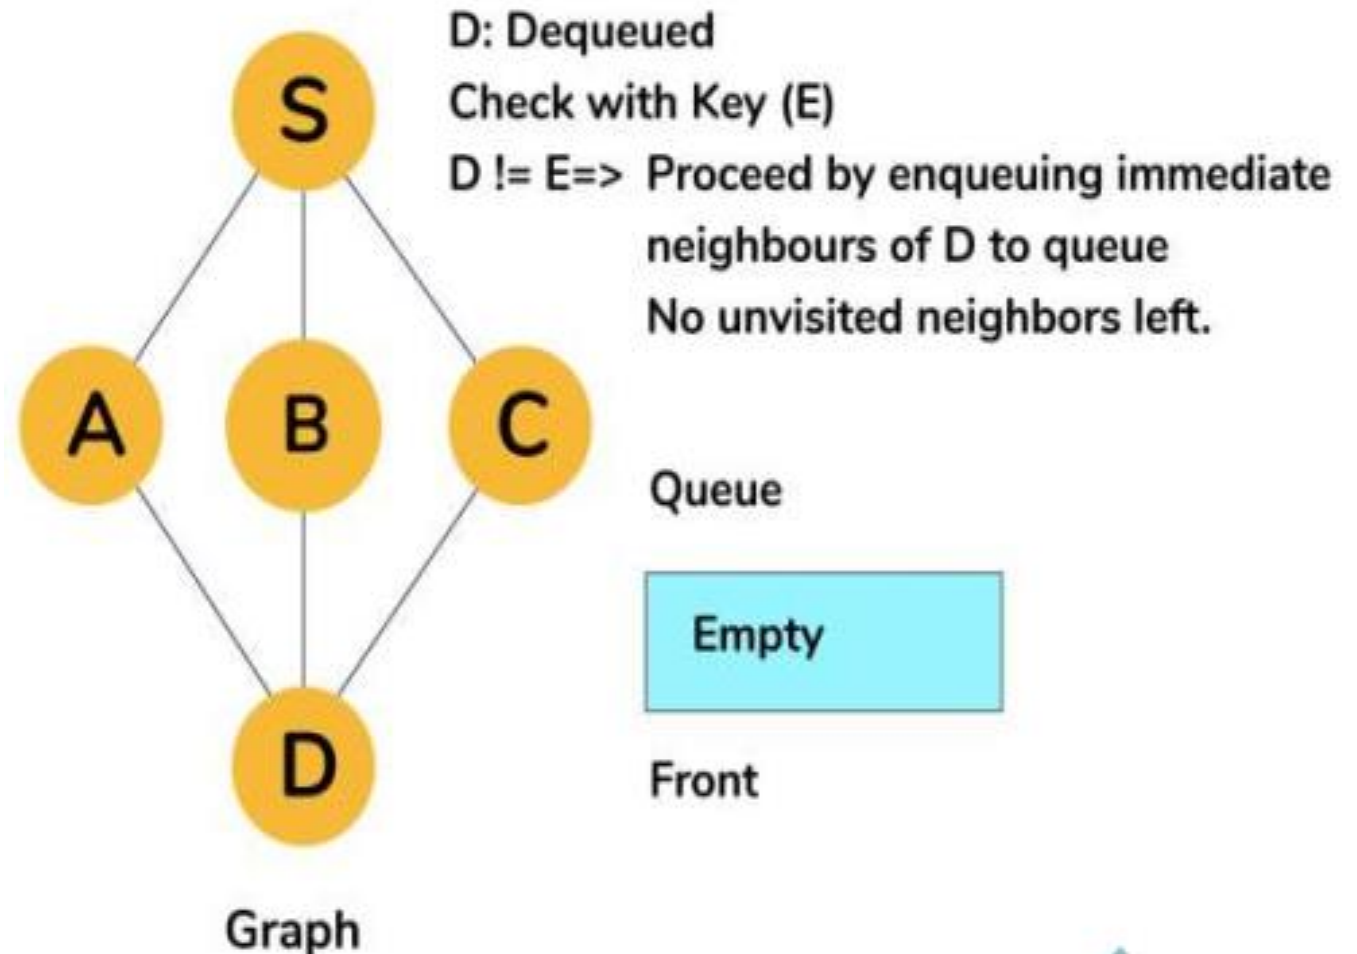 D: Dequeued
Check with Key (E)
D != E=> Proceed by enqueuing immediate
neighbours of D to queue
No unvisited neighbors left.
S
A B C
Queue
Empty
D
Front
Graph